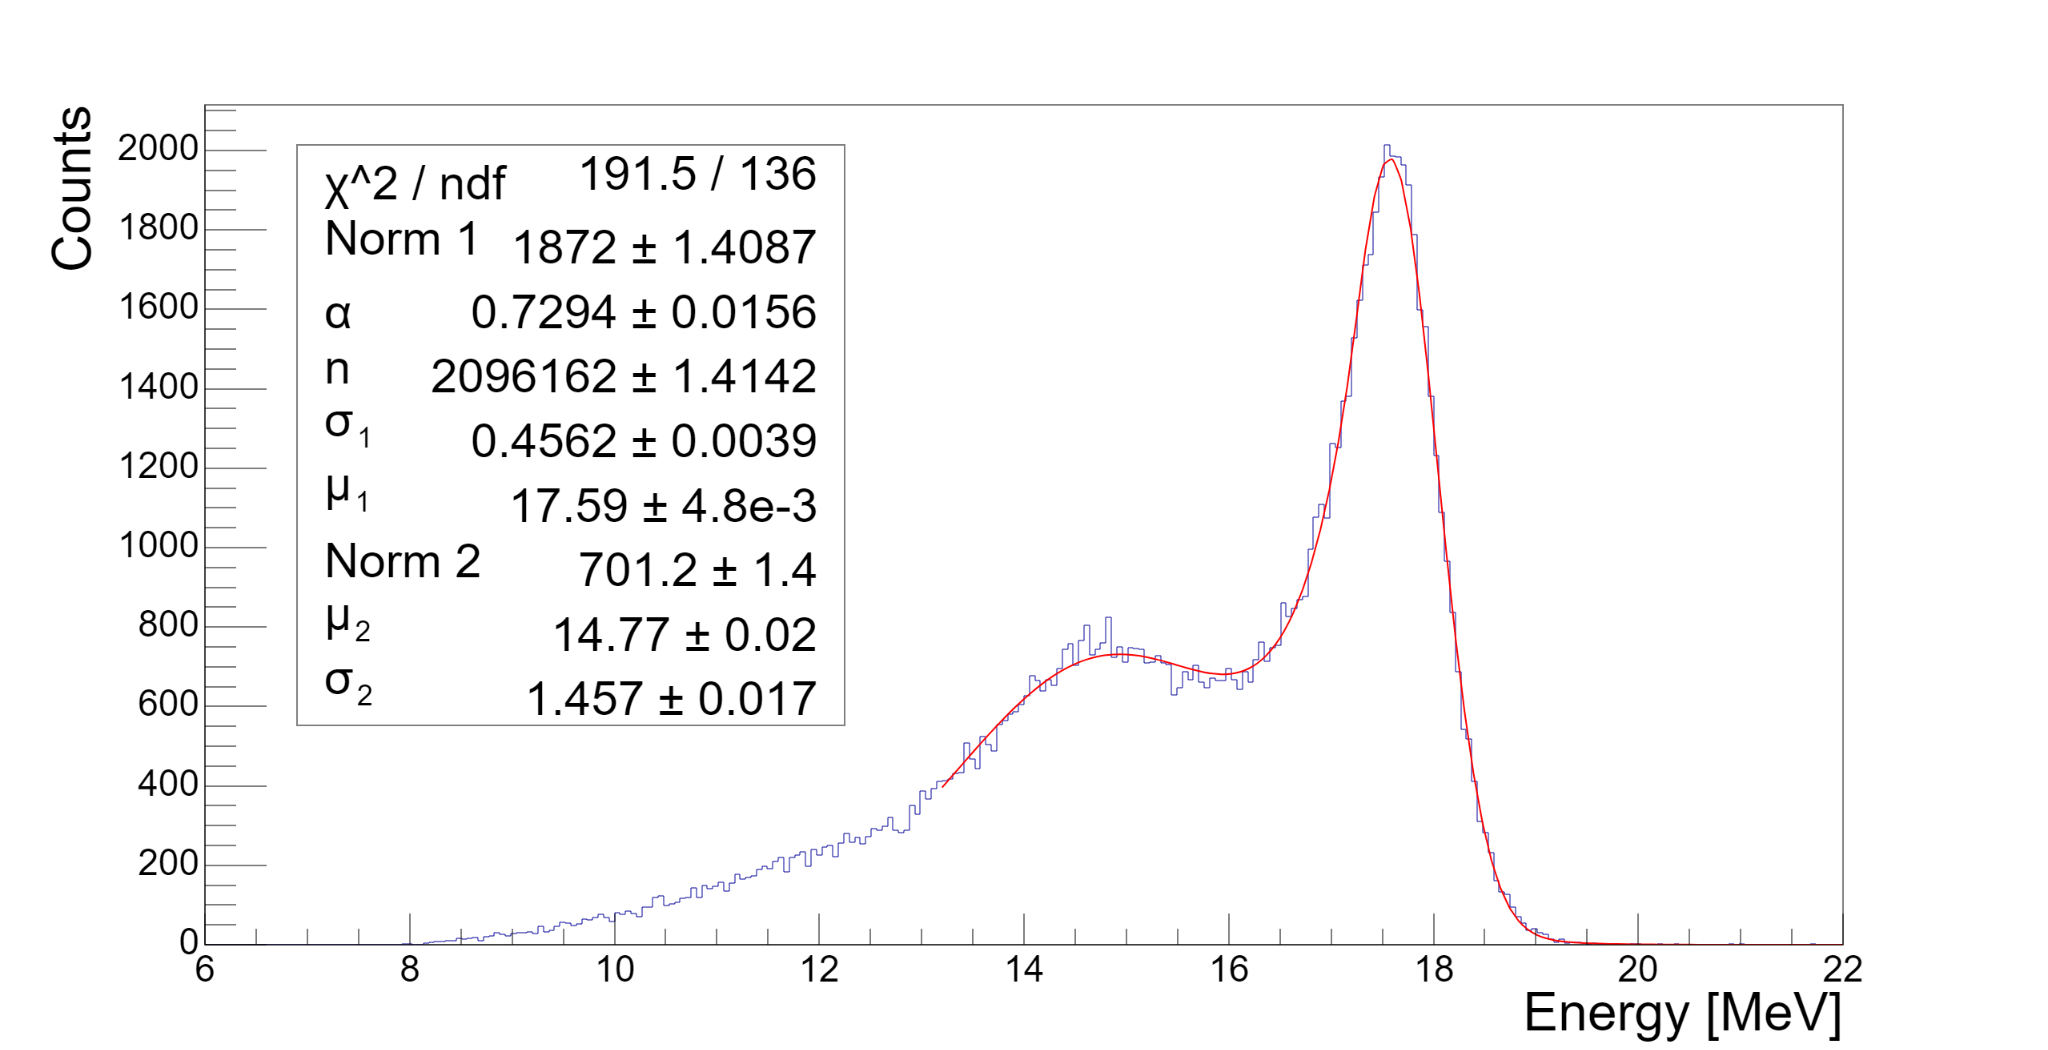 Counts
2000
1800
1600
1400
1200
1000
800
600
400
200
0
χ^2 / ndf 191.5 / 136
Norm 1 1872 ± 1.4087
α 0.7294 ± 0.0156
n 2096162 ± 1.4142
σ₁ 0.4562 ± 0.0039
μ₁ 17.59 ± 4.8e-3
Norm 2 701.2 ± 1.4
μ₂ 14.77 ± 0.02
σ₂ 1.457 ± 0.017
6 8 10 12 14 16 18 20 22
Energy [MeV]